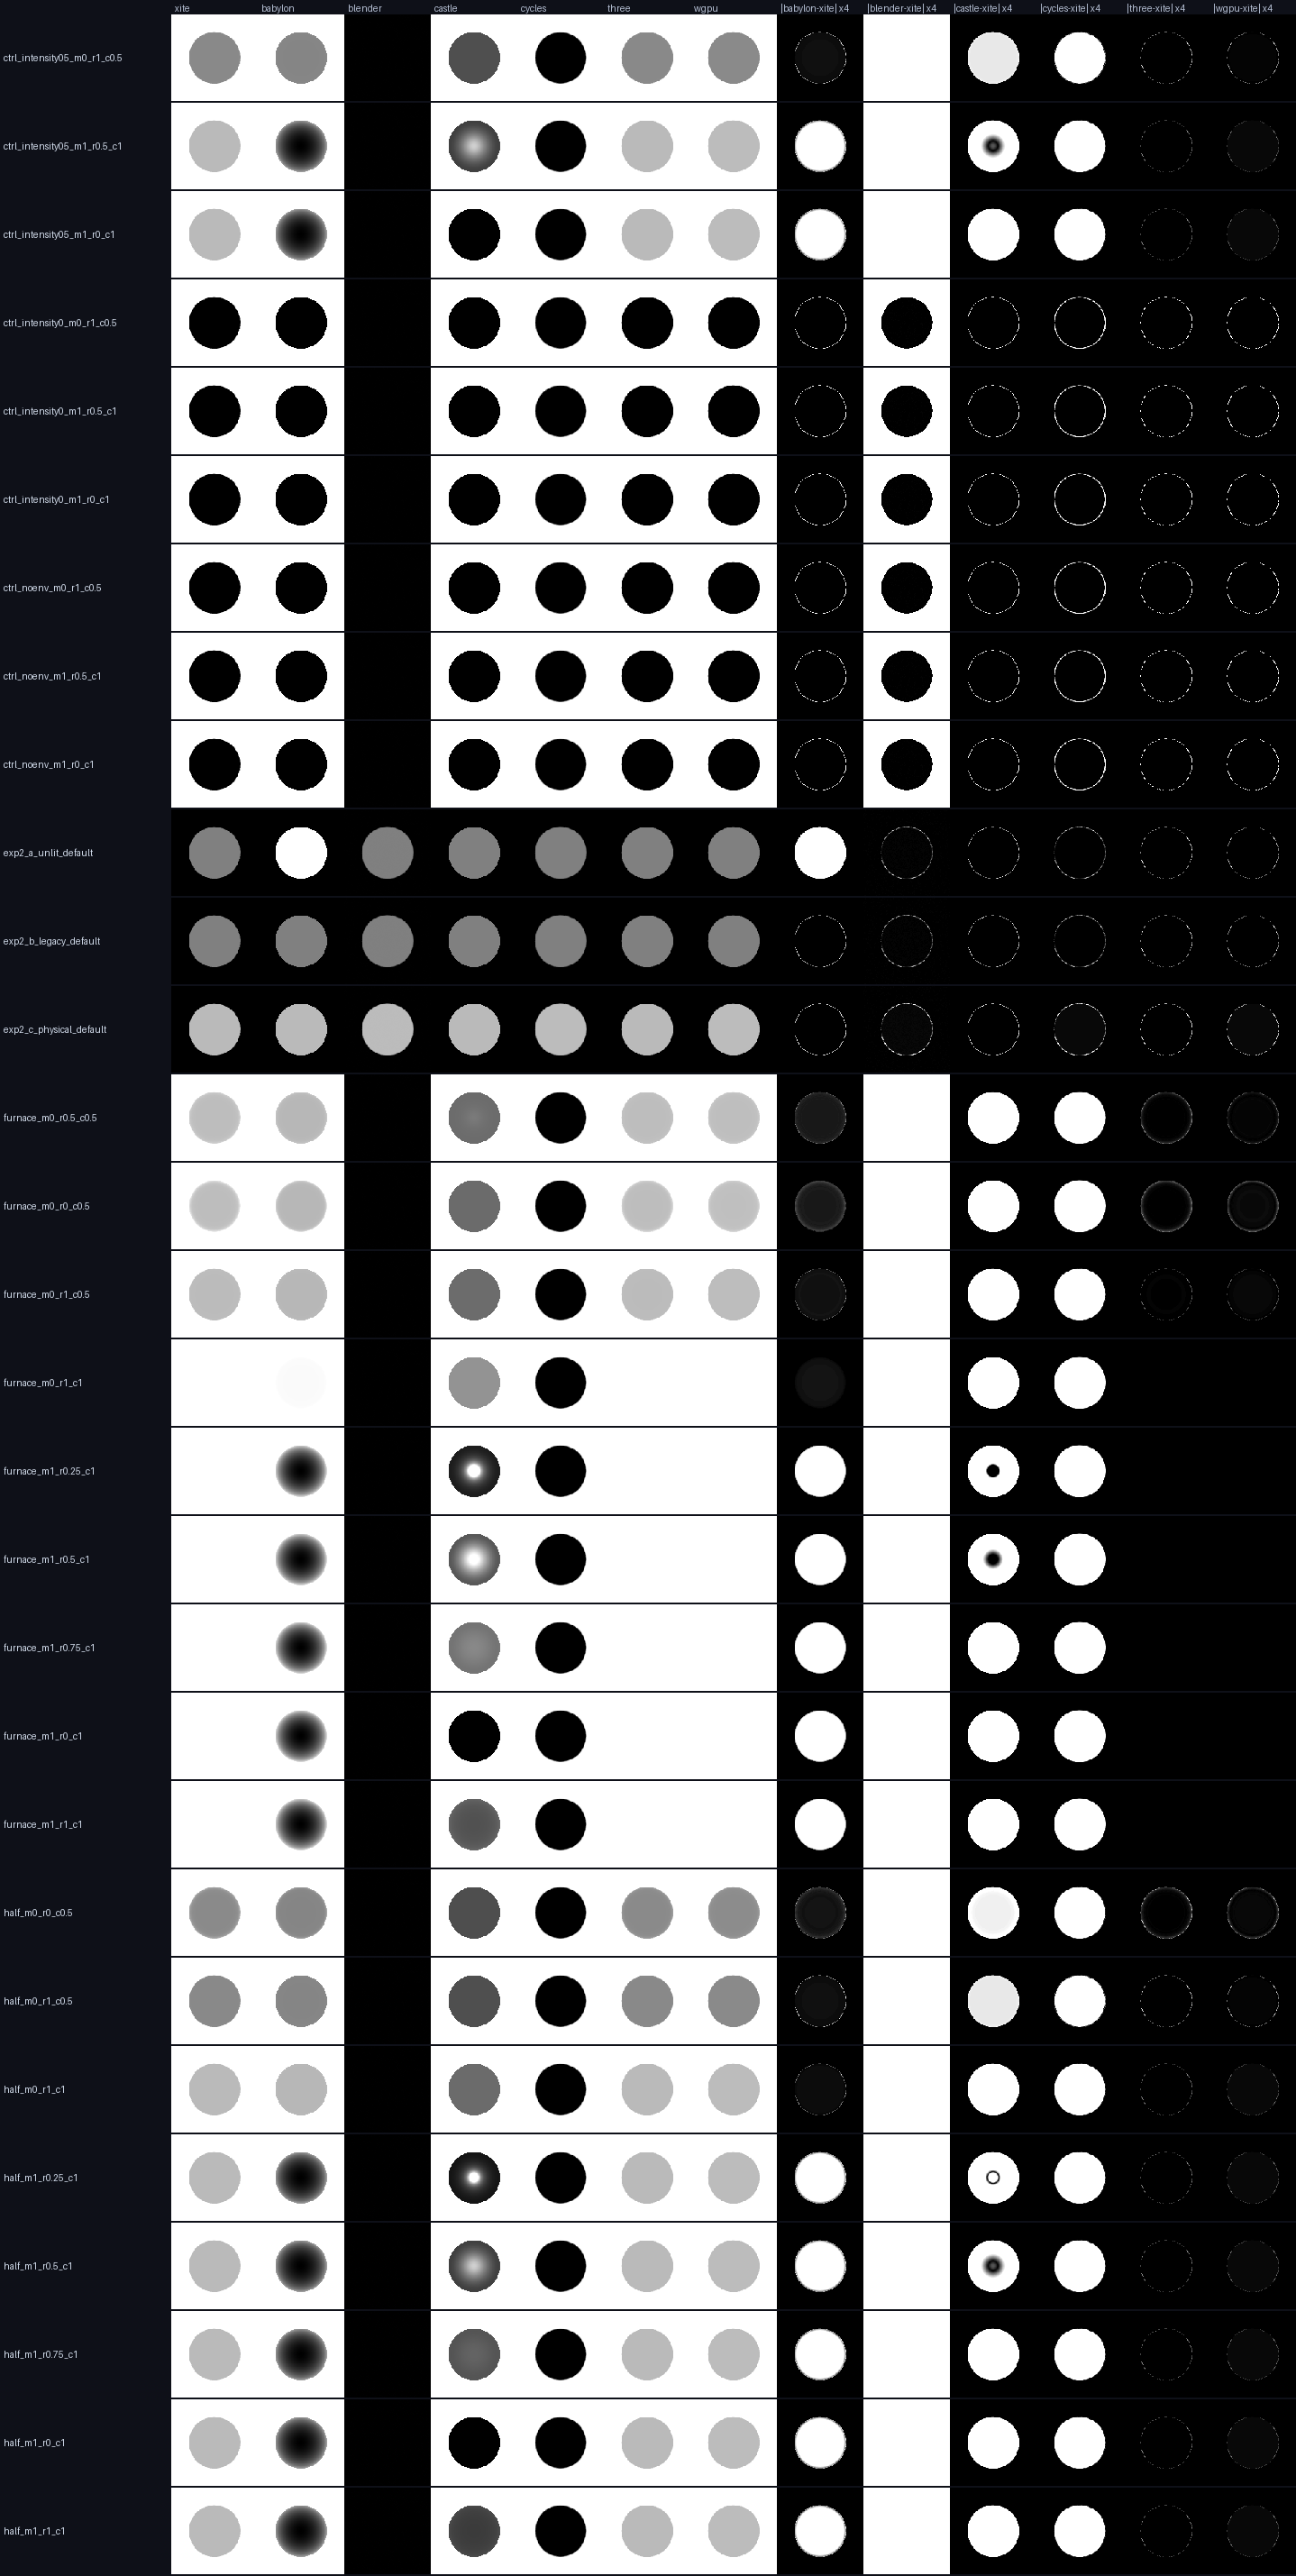 xite babylon blender castle cycles three wgpu |babylon-xite| x4 |blender-xite| x4 |castle-xite| x4 |cycles-xite| x4 |three-xite| x4 |wgpu-xite| x4
ctrl_intensity05_m0_r1_c0.5
ctrl_intensity05_m1_r0.5_c1
ctrl_intensity05_m1_r0_c1
ctrl_intensity0_m0_r1_c0.5
ctrl_intensity0_m1_r0.5_c1
ctrl_intensity0_m1_r0_c1
ctrl_noenv_m0_r1_c0.5
ctrl_noenv_m1_r0.5_c1
ctrl_noenv_m1_r0_c1
exp2_a_unlit_default
exp2_b_legacy_default
exp2_c_physical_default
furnace_m0_r0.5_c0.5
furnace_m0_r0_c0.5
furnace_m0_r1_c0.5
furnace_m0_r1_c1
furnace_m1_r0.25_c1
furnace_m1_r0.5_c1
furnace_m1_r0.75_c1
furnace_m1_r0_c1
furnace_m1_r1_c1
half_m0_r0_c0.5
half_m0_r1_c0.5
half_m0_r1_c1
half_m1_r0.25_c1
half_m1_r0.5_c1
half_m1_r0.75_c1
half_m1_r0_c1
half_m1_r1_c1